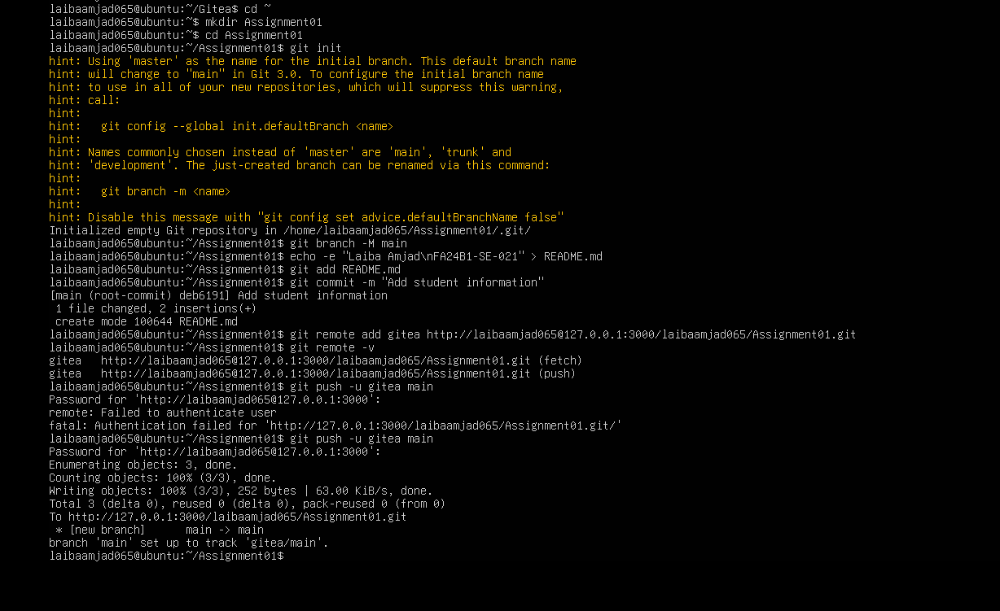 laibaamjad065@ubuntu:~/Gitea$ cd ~
laibaamjad065@ubuntu:~$ mkdir Assignment01
laibaamjad065@ubuntu:~$ cd Assignment01
laibaamjad065@ubuntu:~/Assignment01$ git init
hint: Using 'master' as the name for the initial branch. This default branch name
hint: will change to "main" in Git 3.0. To configure the initial branch name
hint: to use in all of your new repositories, which will suppress this warning,
hint: call:
hint:
hint:   git config --global init.defaultBranch <name>
hint:
hint: Names commonly chosen instead of 'master' are 'main', 'trunk' and
hint: 'development'. The just-created branch can be renamed via this command:
hint:
hint:   git branch -m <name>
hint:
hint: Disable this message with "git config set advice.defaultBranchName false"
Initialized empty Git repository in /home/laibaamjad065/Assignment01/.git/
laibaamjad065@ubuntu:~/Assignment01$ git branch -M main
laibaamjad065@ubuntu:~/Assignment01$ echo -e "Laiba Amjad\nFA24B1-SE-021" > README.md
laibaamjad065@ubuntu:~/Assignment01$ git add README.md
laibaamjad065@ubuntu:~/Assignment01$ git commit -m "Add student information"
[main (root-commit) deb6191] Add student information
 1 file changed, 2 insertions(+)
 create mode 100644 README.md
laibaamjad065@ubuntu:~/Assignment01$ git remote add gitea http://laibaamjad065@127.0.0.1:3000/laibaamjad065/Assignment01.git
laibaamjad065@ubuntu:~/Assignment01$ git remote -v
gitea   http://laibaamjad065@127.0.0.1:3000/laibaamjad065/Assignment01.git (fetch)
gitea   http://laibaamjad065@127.0.0.1:3000/laibaamjad065/Assignment01.git (push)
laibaamjad065@ubuntu:~/Assignment01$ git push -u gitea main
Password for 'http://laibaamjad065@127.0.0.1:3000':
remote: Failed to authenticate user
fatal: Authentication failed for 'http://127.0.0.1:3000/laibaamjad065/Assignment01.git/'
laibaamjad065@ubuntu:~/Assignment01$ git push -u gitea main
Password for 'http://laibaamjad065@127.0.0.1:3000':
Enumerating objects: 3, done.
Counting objects: 100% (3/3), done.
Writing objects: 100% (3/3), 252 bytes | 63.00 KiB/s, done.
Total 3 (delta 0), reused 0 (delta 0), pack-reused 0 (from 0)
To http://127.0.0.1:3000/laibaamjad065/Assignment01.git
 * [new branch]      main -> main
branch 'main' set up to track 'gitea/main'.
laibaamjad065@ubuntu:~/Assignment01$